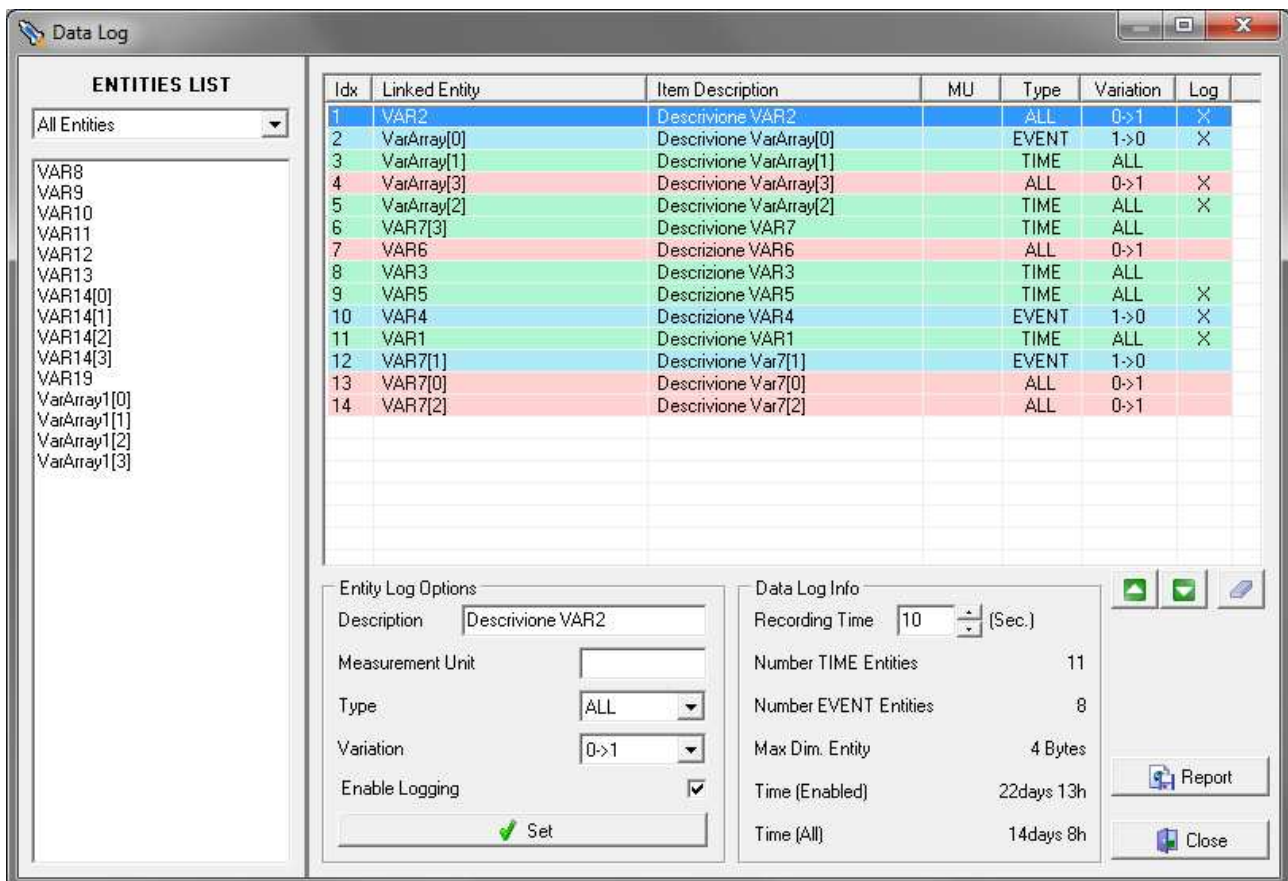 Data Log
ENTITIES LIST
All Entities
VAR8
VAR9
VAR10
VAR11
VAR12
VAR13
VAR14[0]
VAR14[1]
VAR14[2]
VAR14[3]
VAR19
VarArray1[0]
VarArray1[1]
VarArray1[2]
VarArray1[3]
Idx Linked Entity Item Description MU Type Variation Log
1 VAR2 Descrivione VAR2 ALL 0->1 X
2 VarArray[0] Descrivione VarArray[0] EVENT 1->0 X
3 VarArray[1] Descrivione VarArray[1] TIME ALL
4 VarArray[3] Descrivione VarArray[3] ALL 0->1 X
5 VarArray[2] Descrivione VarArray[2] TIME ALL X
6 VAR7[3] Descrivione VAR7 TIME ALL
7 VAR6 Descrizione VAR6 ALL 0->1
8 VAR3 Descrizione VAR3 TIME ALL
9 VAR5 Descrizione VAR5 TIME ALL X
10 VAR4 Descrizione VAR4 EVENT 1->0 X
11 VAR1 Descrivione VAR1 TIME ALL X
12 VAR7[1] Descrivione Var7[1] EVENT 1->0
13 VAR7[0] Descrivione Var7[0] ALL 0->1
14 VAR7[2] Descrivione Var7[2] ALL 0->1
Entity Log Options
Description Descrivione VAR2
Measurement Unit
Type ALL
Variation 0->1
Enable Logging
Set
Data Log Info
Recording Time 10 (Sec.)
Number TIME Entities 11
Number EVENT Entities 8
Max Dim. Entity 4 Bytes
Time (Enabled) 22days 13h
Time (All) 14days 8h
Report
Close